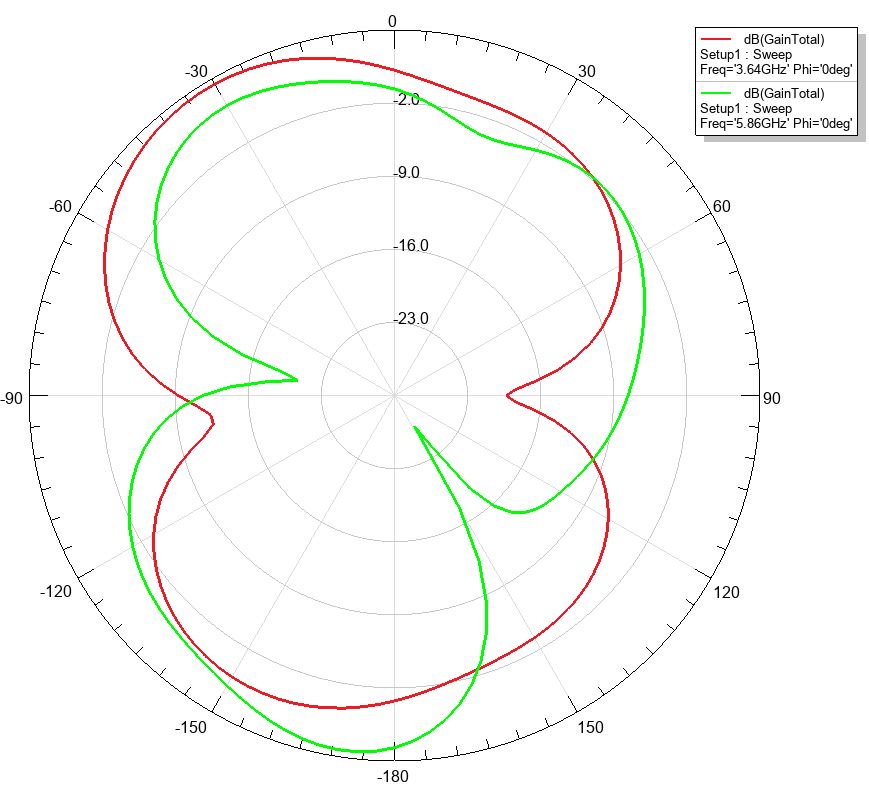 0
30
60
90
120
150
-180
-150
-120
-90
-60
-30
-2.0
-9.0
-16.0
-23.0
dB(GainTotal)
Setup1 : Sweep
Freq='3.64GHz' Phi='0deg'
dB(GainTotal)
Setup1 : Sweep
Freq='5.86GHz' Phi='0deg'